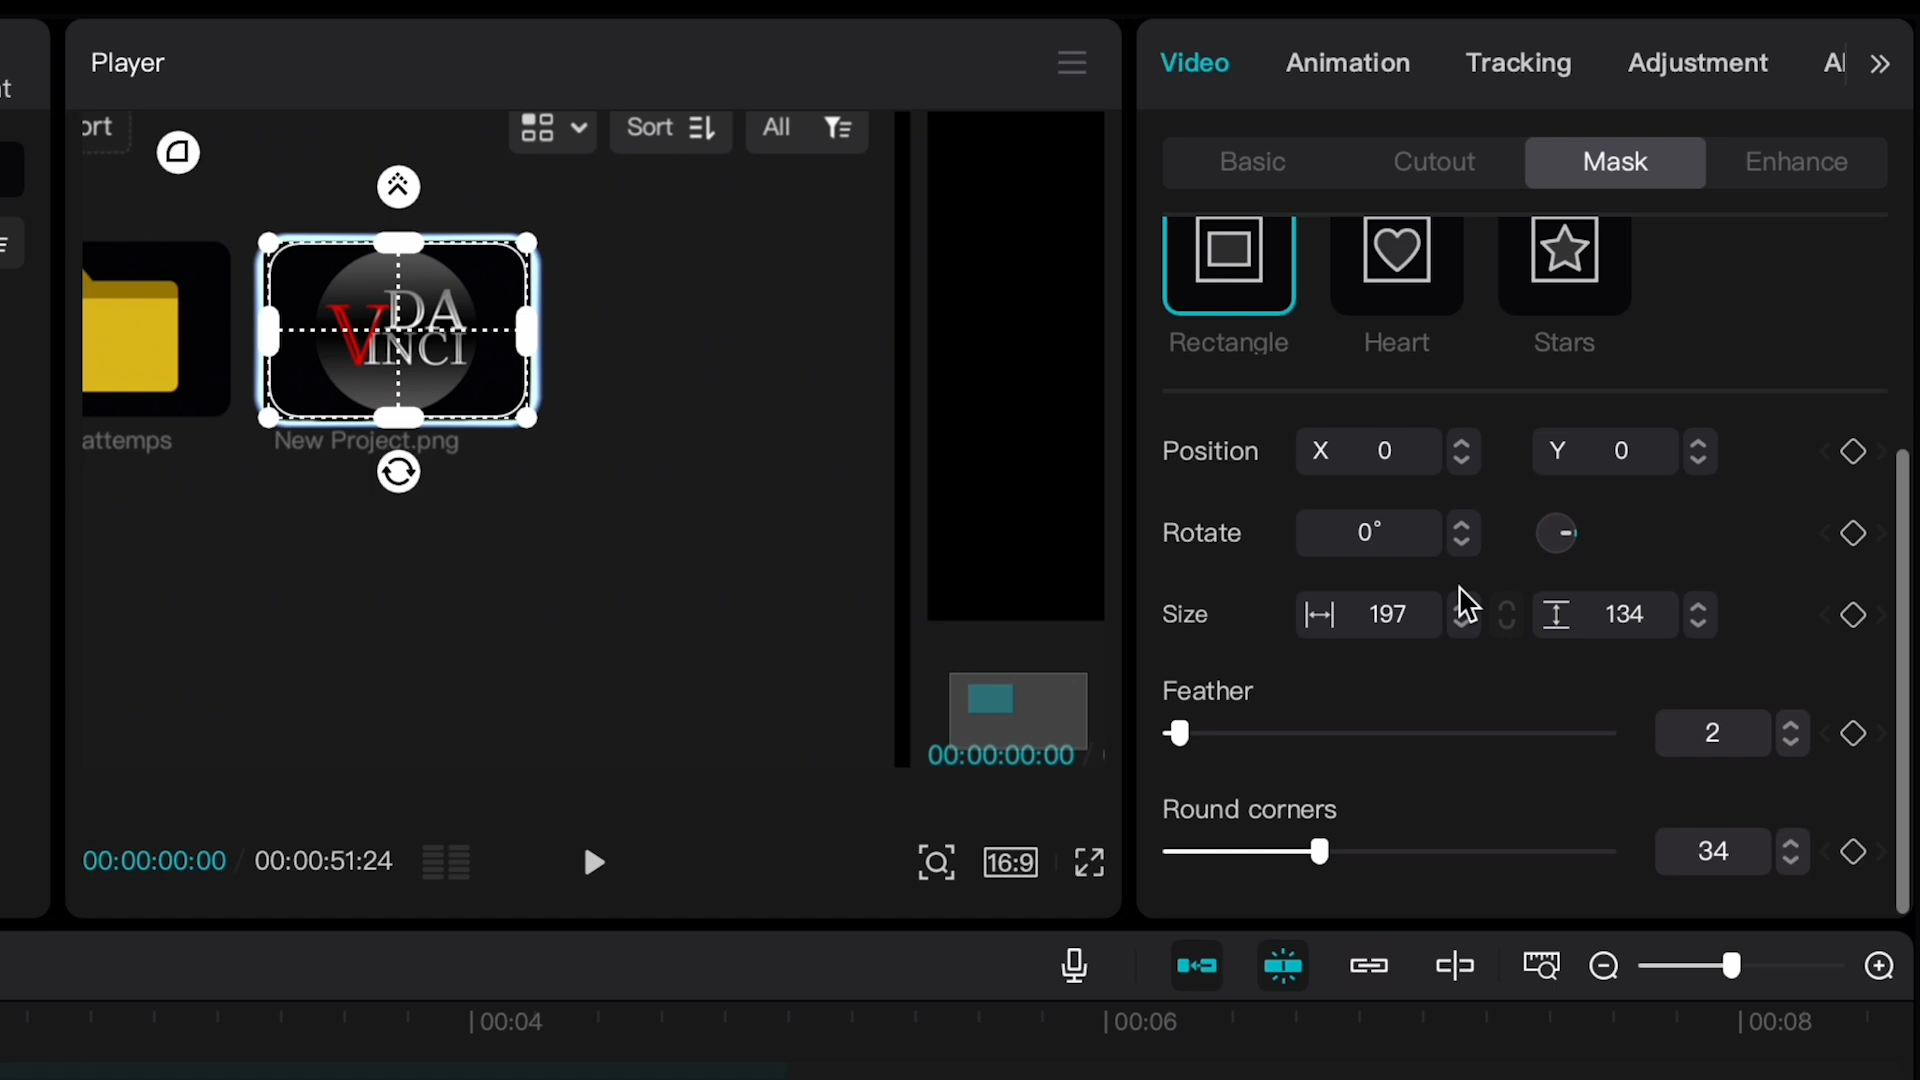 Player
Video Animation Tracking Adjustment
Sort All
Basic Cutout Mask Enhance
DA
VINCI
Rectangle Heart Stars
attemps New Project.png
Position X 0 Y 0
Rotate 0°
Size 197 134
Feather
2
00:00:00:00
Round corners
34
00:00:00:00 / 00:00:51:24 16:9
00:04 00:06 00:08